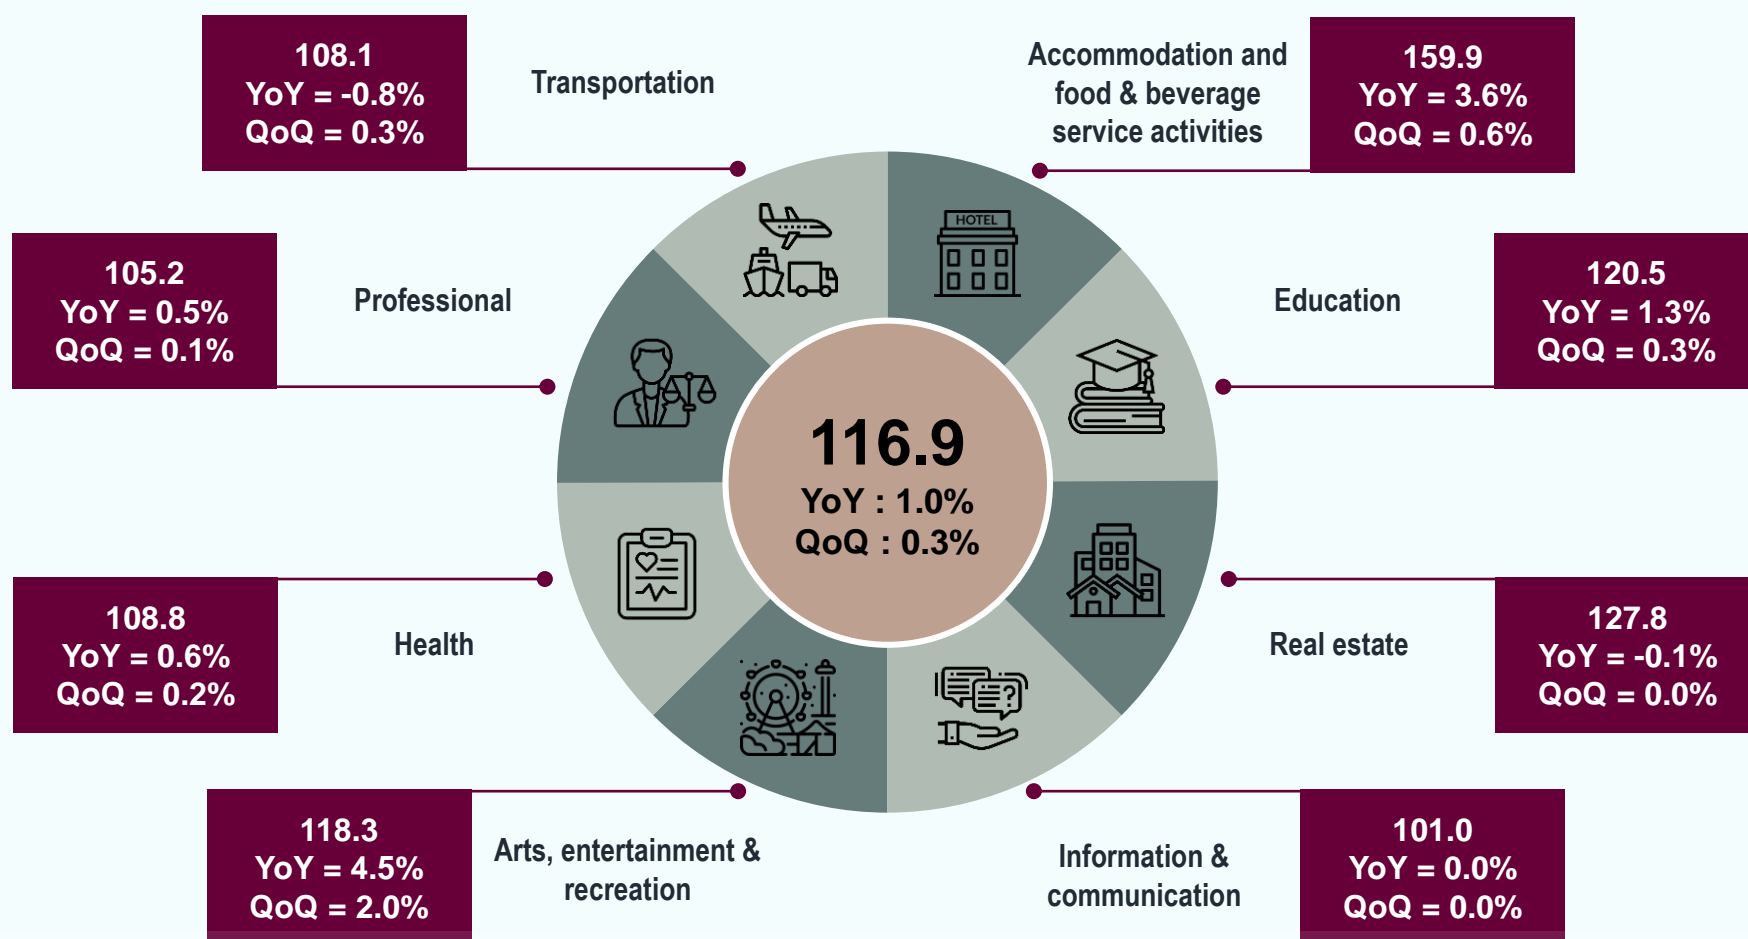 108.1
YoY = -0.8%
QoQ = 0.3%
Transportation
Accommodation and
food & beverage
service activities
159.9
YoY = 3.6%
QoQ = 0.6%
HOTEL
105.2
YoY = 0.5%
QoQ = 0.1%
Professional
Education
120.5
YoY = 1.3%
QoQ = 0.3%
116.9
YoY : 1.0%
QoQ : 0.3%
108.8
YoY = 0.6%
QoQ = 0.2%
Health
Real estate
127.8
YoY = -0.1%
QoQ = 0.0%
?
118.3
YoY = 4.5%
QoQ = 2.0%
Arts, entertainment &
recreation
Information &
communication
101.0
YoY = 0.0%
QoQ = 0.0%